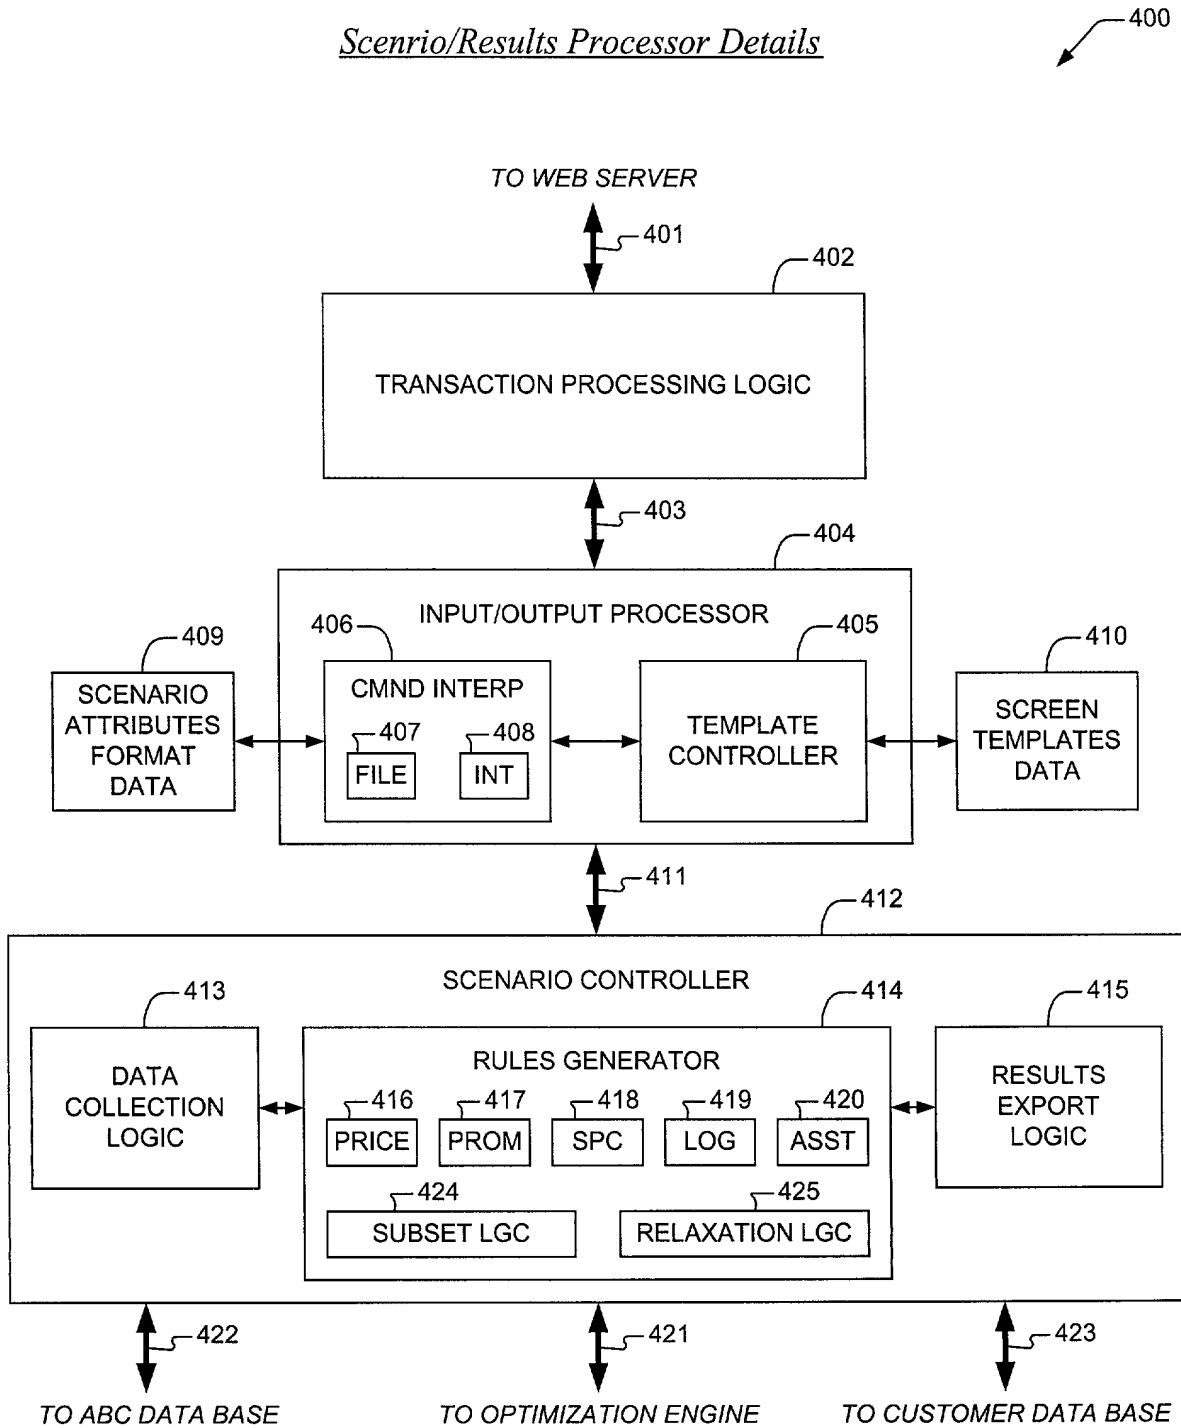 Scenrio/Results Processor Details
400
TO WEB SERVER
401
402
TRANSACTION PROCESSING LOGIC
403
404
INPUT/OUTPUT PROCESSOR
409
406
405
410
SCENARIO
ATTRIBUTES
FORMAT
DATA
CMND INTERP
407
408
FILE
INT
TEMPLATE
CONTROLLER
SCREEN
TEMPLATES
DATA
411
412
SCENARIO CONTROLLER
413
414
415
DATA
COLLECTION
LOGIC
RULES GENERATOR
416
417
418
419
420
PRICE
PROM
SPC
LOG
ASST
424
425
SUBSET LGC
RELAXATION LGC
RESULTS
EXPORT
LOGIC
422
421
423
TO ABC DATA BASE
TO OPTIMIZATION ENGINE
TO CUSTOMER DATA BASE